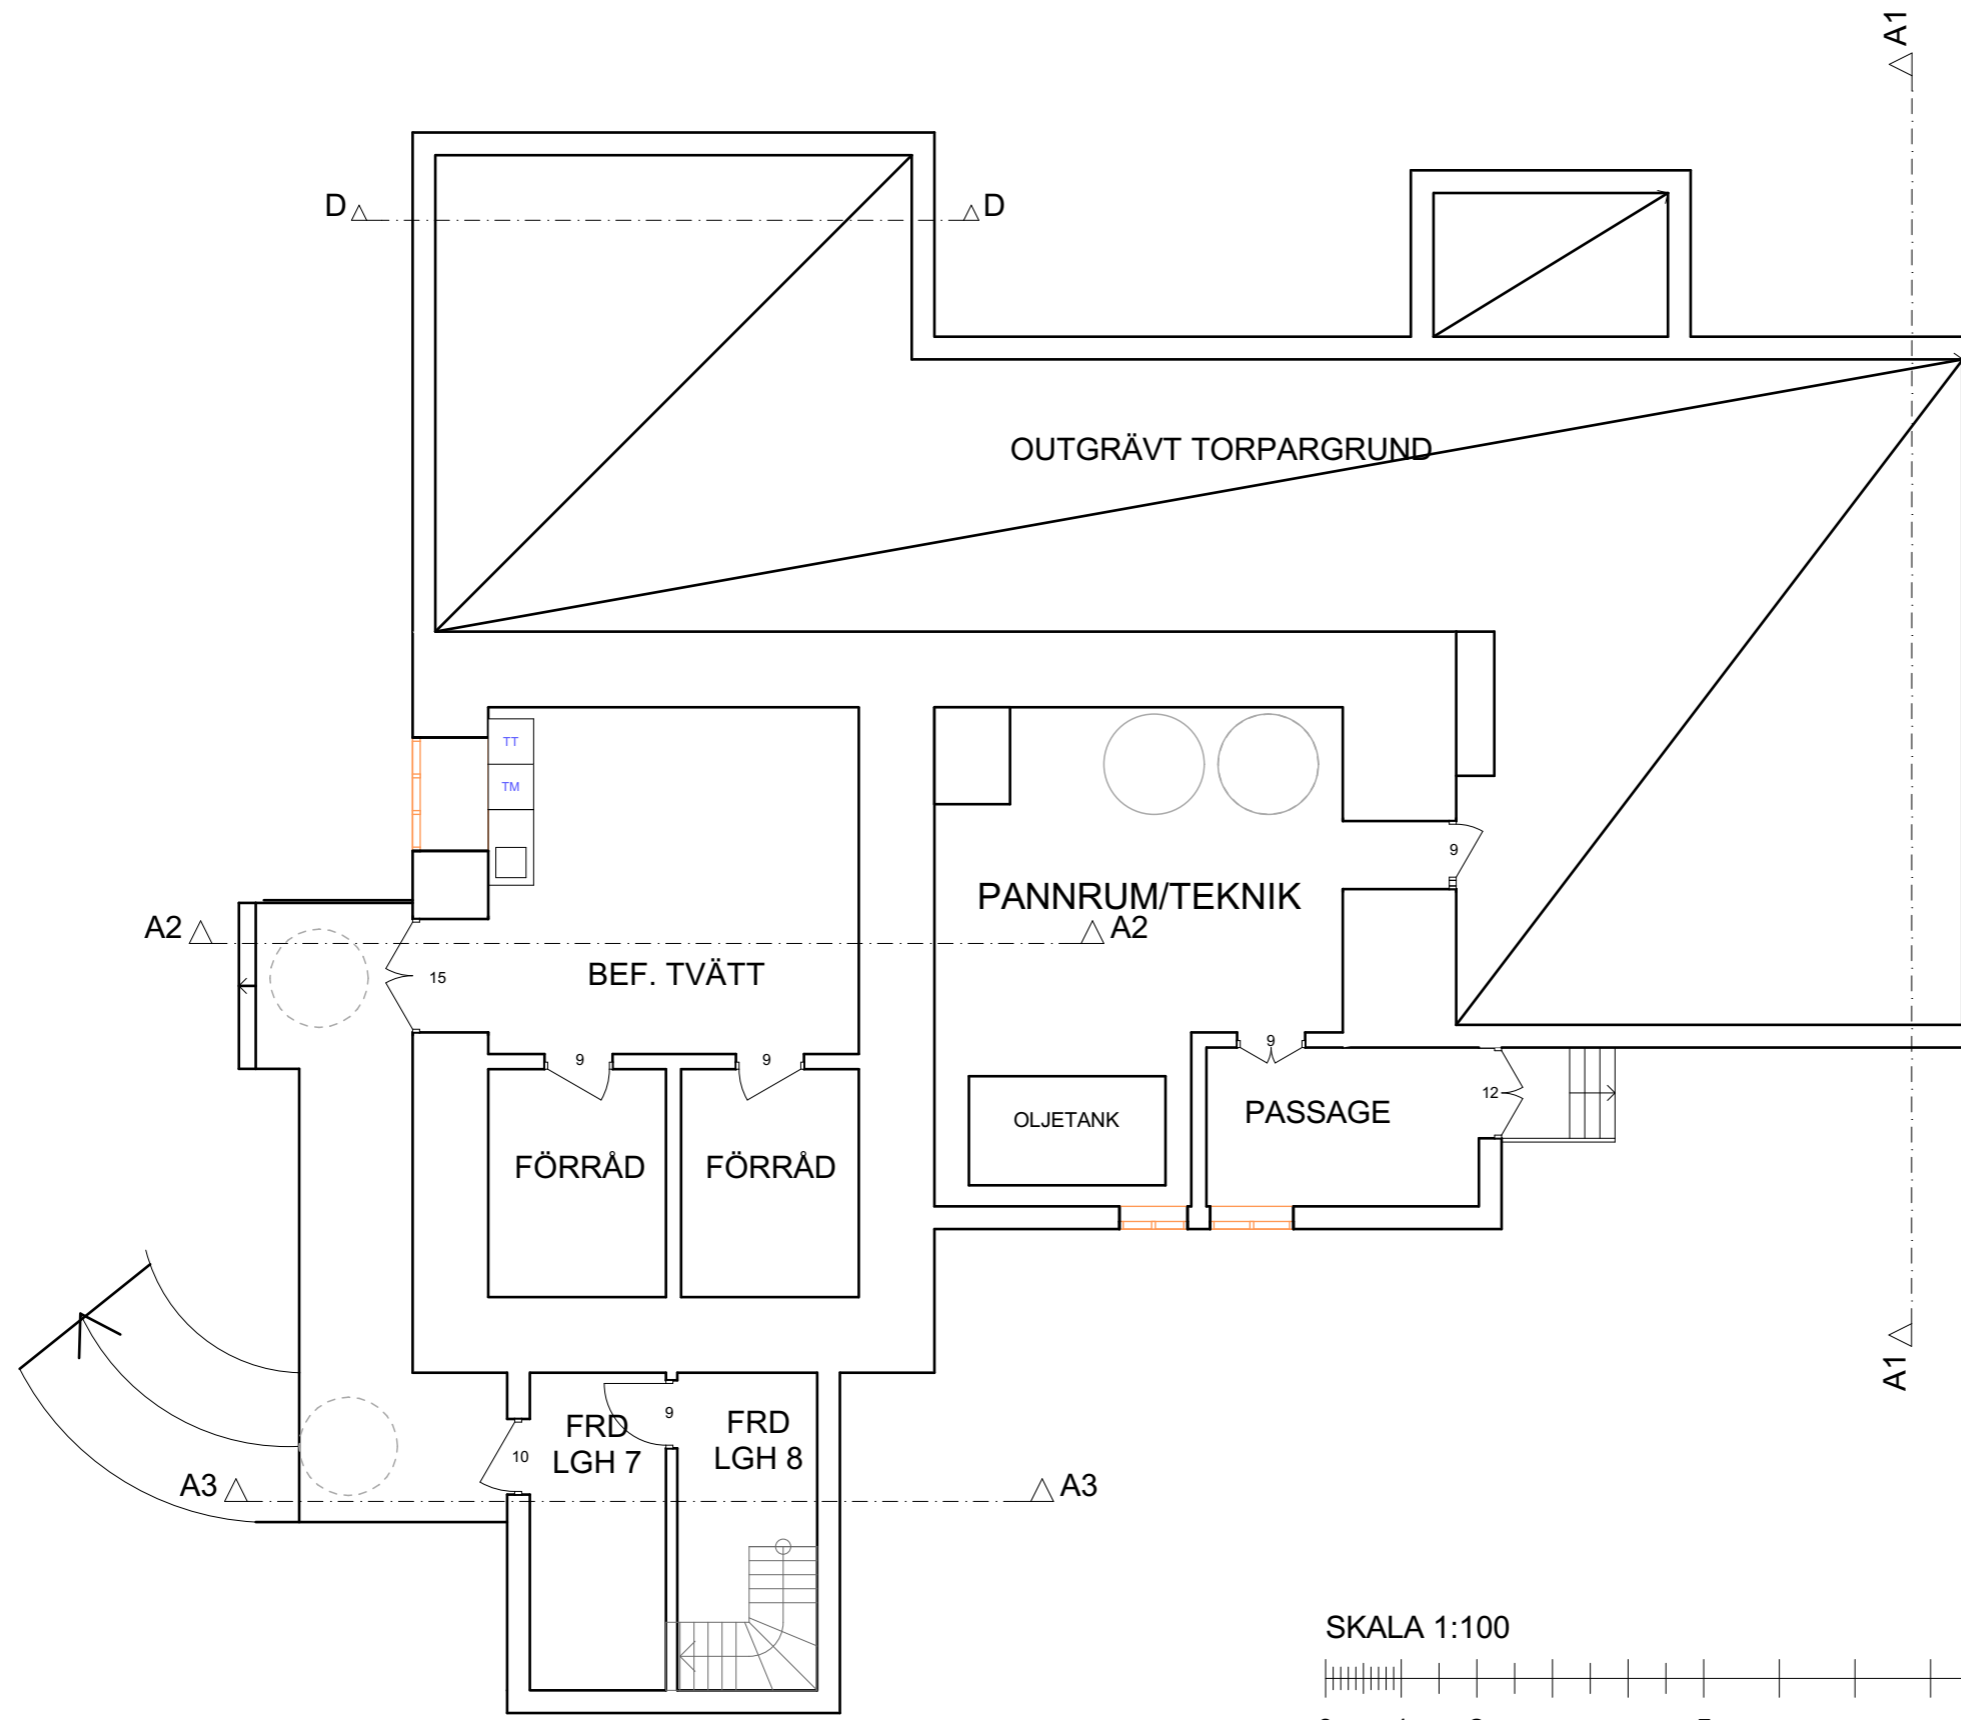 A1
D
D
OUTGRÄVT TORPARGRUND
TT
TM
9
PANNRUM/TEKNIK
A2
A2
15
BEF. TVÄTT
9
9
9
12
OLJETANK
PASSAGE
FÖRRÅD
FÖRRÅD
A1
9
FRD
LGH 7
FRD
LGH 8
10
A3
A3
SKALA 1:100